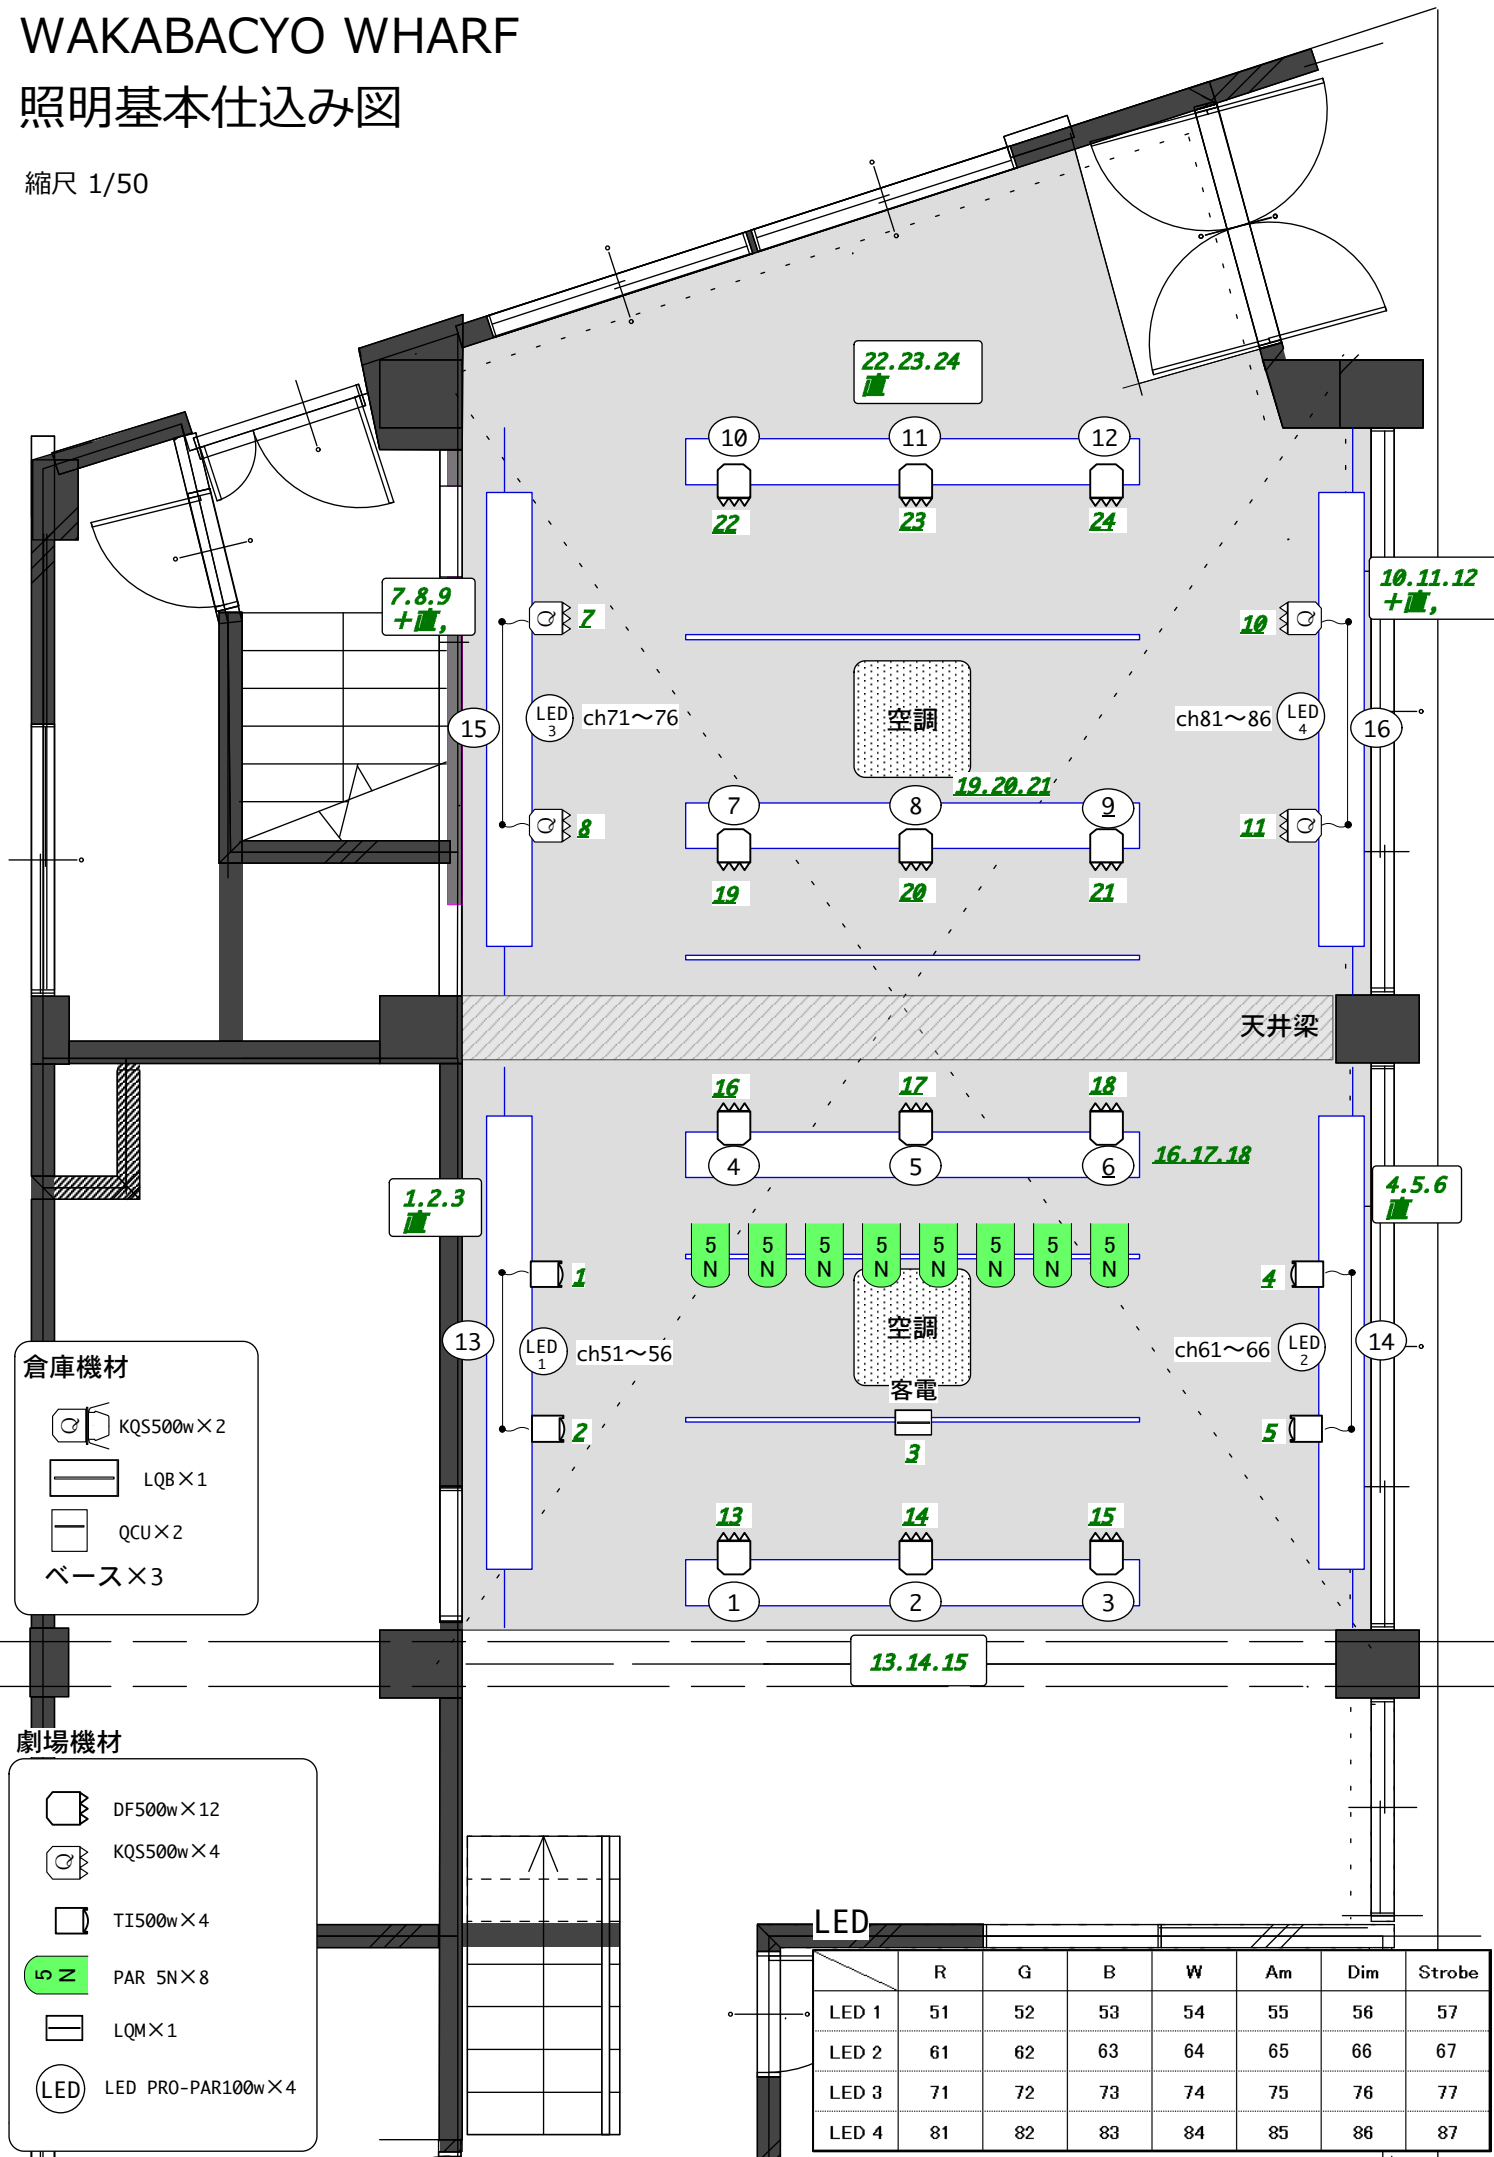 WAKABACYO WHARF
照明基本仕込み図
縮尺 1/50
22.23.24
直
10
11
12
22
23
24
7.8.9
＋直,
10.11.12
＋直,
Q
7
Q
10
15
LED
3
ch71～76
空調
ch81～86
LED
4
16
19.20.21
7
8
9
Q
8
11
Q
19
20
21
天井梁
16
17
18
4
5
6
16.17.18
1.2.3
直
4.5.6
直
5
N
5
N
5
N
5
N
5
N
5
N
5
N
5
N
1
4
空調
13
LED
1
ch51～56
ch61～66
LED
2
14
客電
2
3
5
13
14
15
1
2
3
13.14.15
倉庫機材
Q
KQS500w×2
LQB×1
QCU×2
ベース×3
劇場機材
DF500w×12
Q
KQS500w×4
TI500w×4
5 N
PAR 5N×8
LQM×1
LED
LED PRO-PAR100w×4
LED
R G B W Am Dim Strobe
LED 1 51 52 53 54 55 56 57
LED 2 61 62 63 64 65 66 67
LED 3 71 72 73 74 75 76 77
LED 4 81 82 83 84 85 86 87